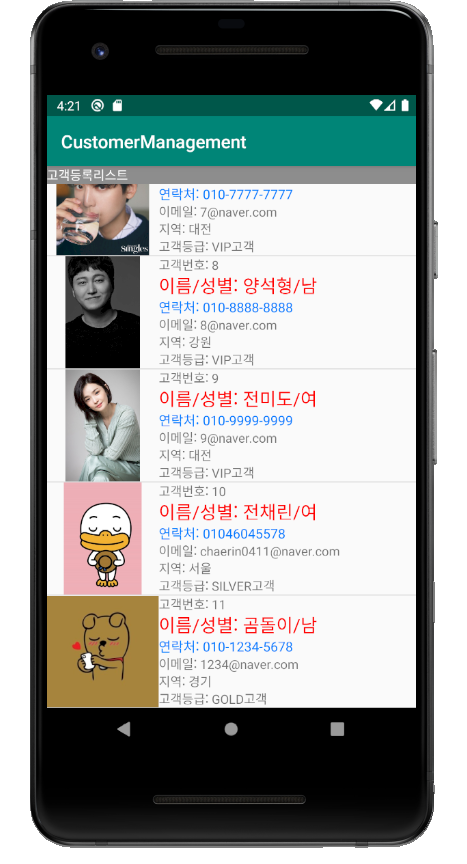 4:21
CustomerManagement
고객등록리스트
연락처: 010-7777-7777
이메일: 7@naver.com
지역: 대전
고객등급: VIP고객
Singles
고객번호: 8
이름/성별: 양석형/남
연락처: 010-8888-8888
이메일: 8@naver.com
지역: 강원
고객등급: VIP고객
고객번호: 9
이름/성별: 전미도/여
연락처: 010-9999-9999
이메일: 9@naver.com
지역: 대전
고객등급: VIP고객
고객번호: 10
이름/성별: 전채린/여
연락처: 01046045578
이메일: chaerin0411@naver.com
지역: 서울
고객등급: SILVER고객
고객번호: 11
이름/성별: 곰돌이/남
연락처: 010-1234-5678
이메일: 1234@naver.com
지역: 경기
고객등급: GOLD고객